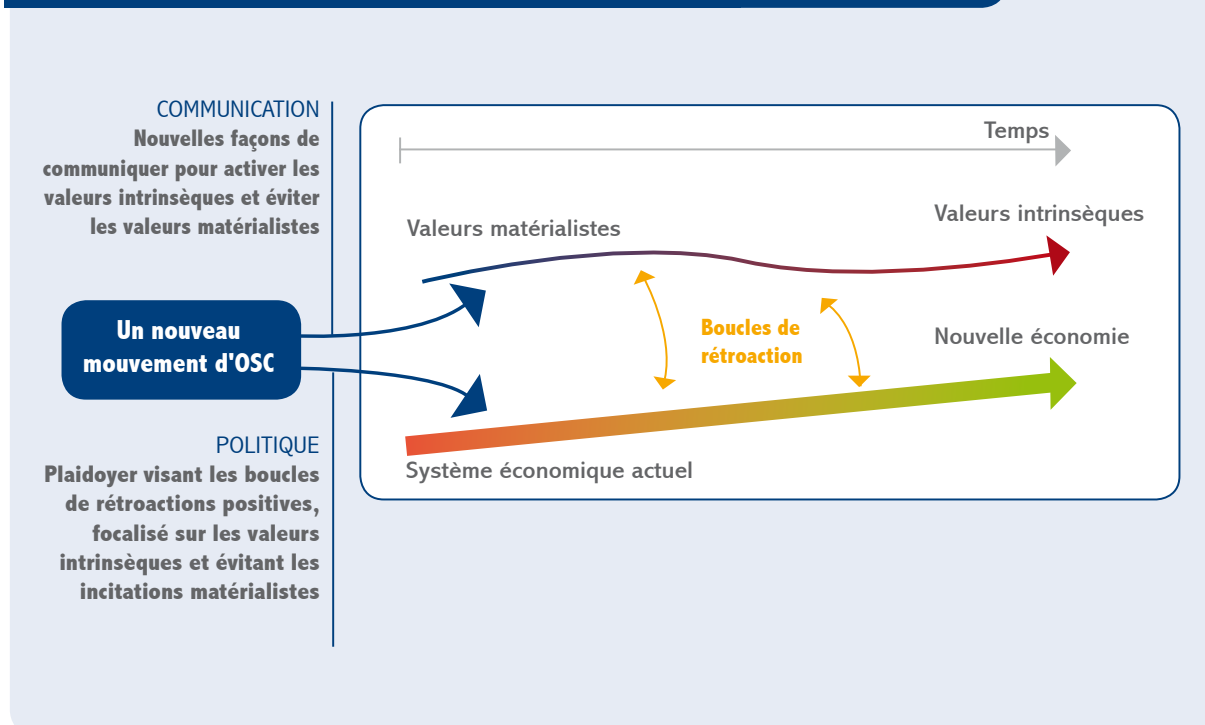 COMMUNICATION
Nouvelles façons de
communiquer pour activer les
valeurs intrinsèques et éviter
les valeurs matérialistes
Un nouveau
mouvement d'OSC
POLITIQUE
Plaidoyer visant les boucles
de rétroactions positives,
focalisé sur les valeurs
intrinsèques et évitant les
incitations matérialistes
Temps
Valeurs matérialistes
Valeurs intrinsèques
Boucles de
rétroaction
Nouvelle économie
Système économique actuel